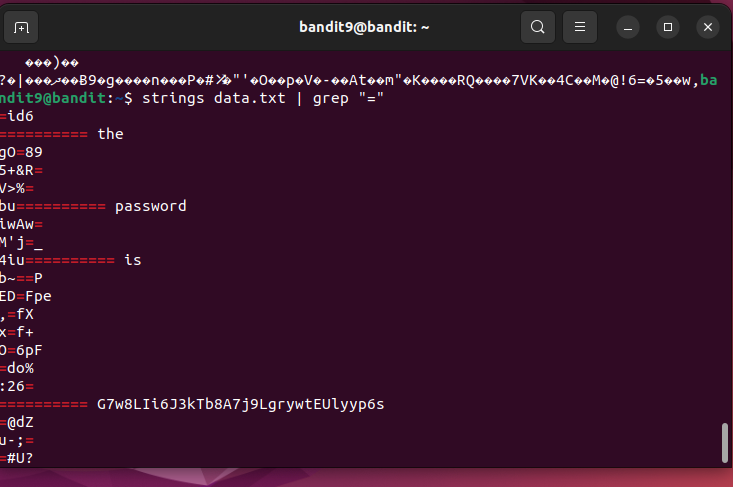 bandit9@bandit: ~
���)��
?�|���ދ��B9�g����n���P�#�"'�O��p�V�-��At��ጠ"�K����RQ����7VK��4C��M�@!6=�5��w,ba
ndit9@bandit:~$ strings data.txt | grep "="
=id6
========== the
gO=89
5+&R=
V>%=
bu========== password
iwAw=
M'j=_
4iu========== is
b~==P
ED=Fpe
,=fX
x=f+
O=6pF
=do%
:26=
========== G7w8LIi6J3kTb8A7j9LgrywtEUlyyp6s
=@dZ
u-;=
=#U?